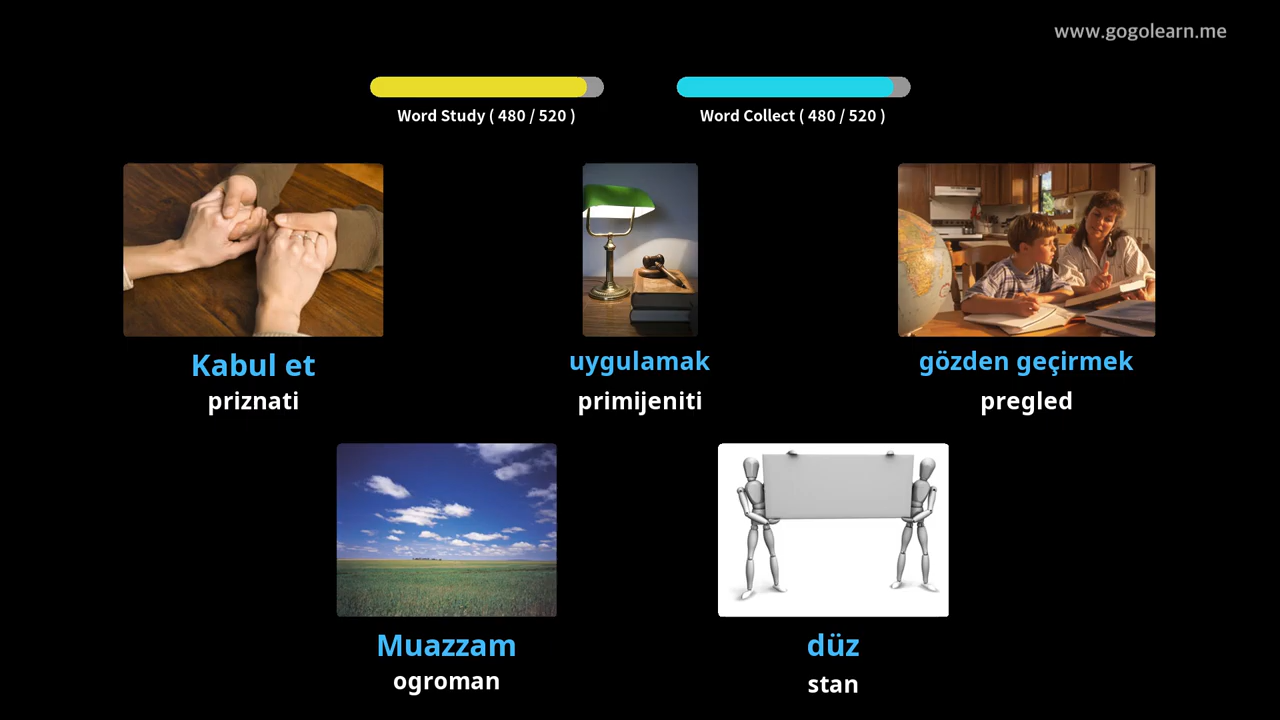 www.gogolearn.me
Word Study ( 480 / 520 )
Word Collect ( 480 / 520 )
Kabul et
priznati
uygulamak
primijeniti
gözden geçirmek
pregled
Muazzam
ogroman
düz
stan